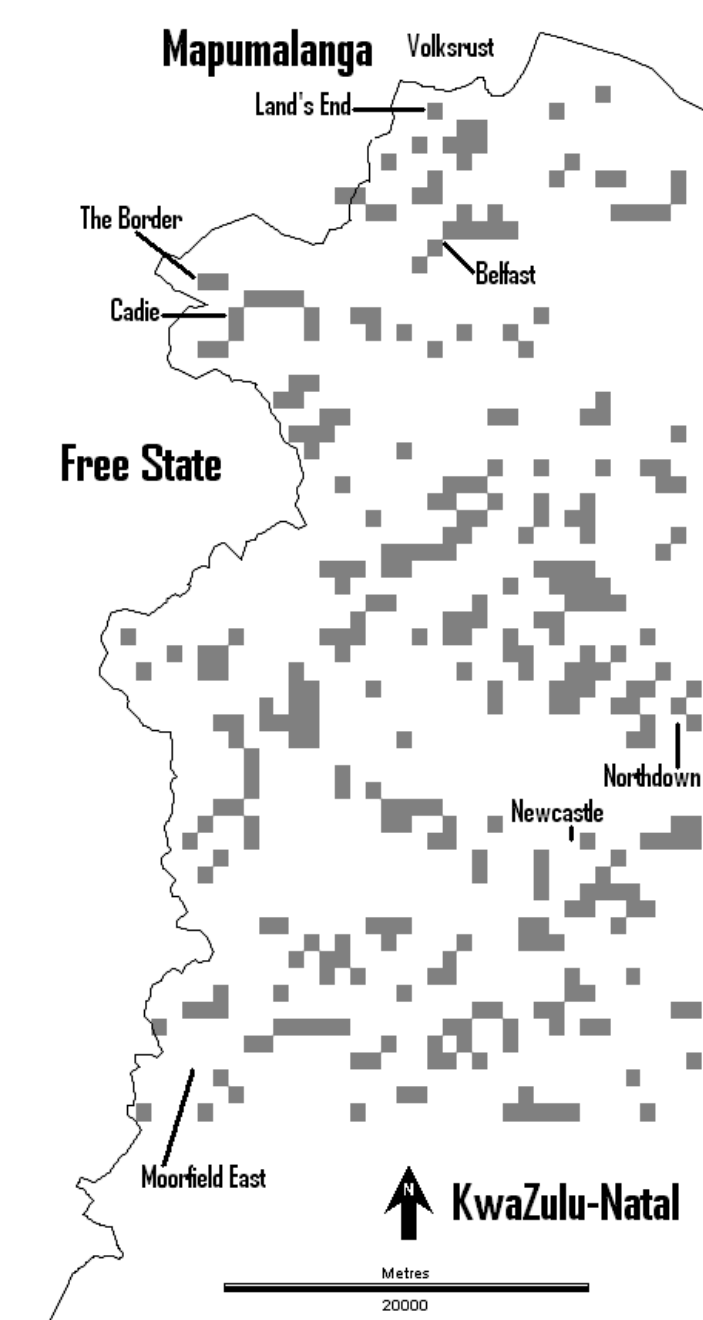 Mapumalanga
Volksrust
Land's End
The Border
Belfast
Cadie
Free State
Northdown
Newcastle
Moorfield East
N
KwaZulu-Natal
Metres
20000